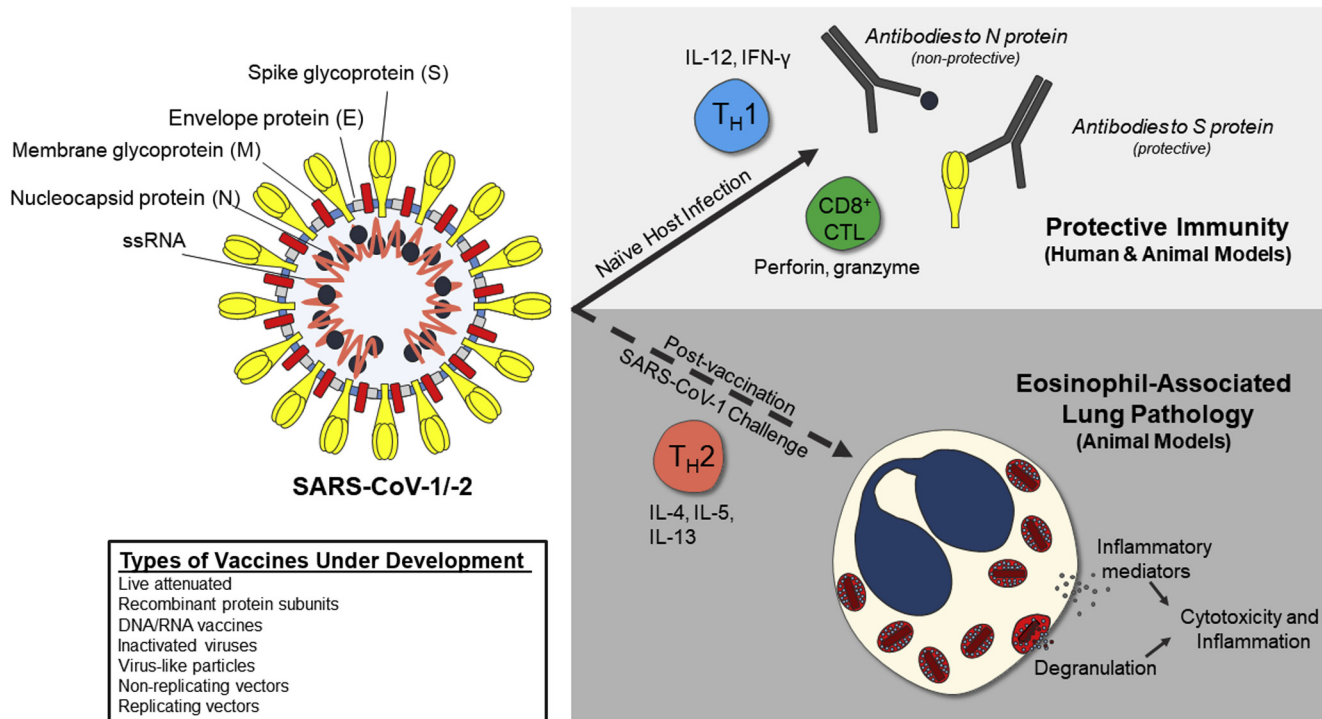 Spike glycoprotein (S)
Envelope protein (E)
Membrane glycoprotein (M)
Nucleocapsid protein (N)
ssRNA
SARS-CoV-1/-2
Types of Vaccines Under Development
Live attenuated
Recombinant protein subunits
DNA/RNA vaccines
Inactivated viruses
Virus-like particles
Non-replicating vectors
Replicating vectors
Naïve Host Infection
IL-12, IFN-γ
TH1
CD8+
CTL
Perforin, granzyme
Antibodies to N protein
(non-protective)
Antibodies to S protein
(protective)
Protective Immunity
(Human & Animal Models)
Post-vaccination
SARS-CoV-1 Challenge
TH2
IL-4, IL-5,
IL-13
Eosinophil-Associated
Lung Pathology
(Animal Models)
Inflammatory
mediators
Cytotoxicity and
Inflammation
Degranulation